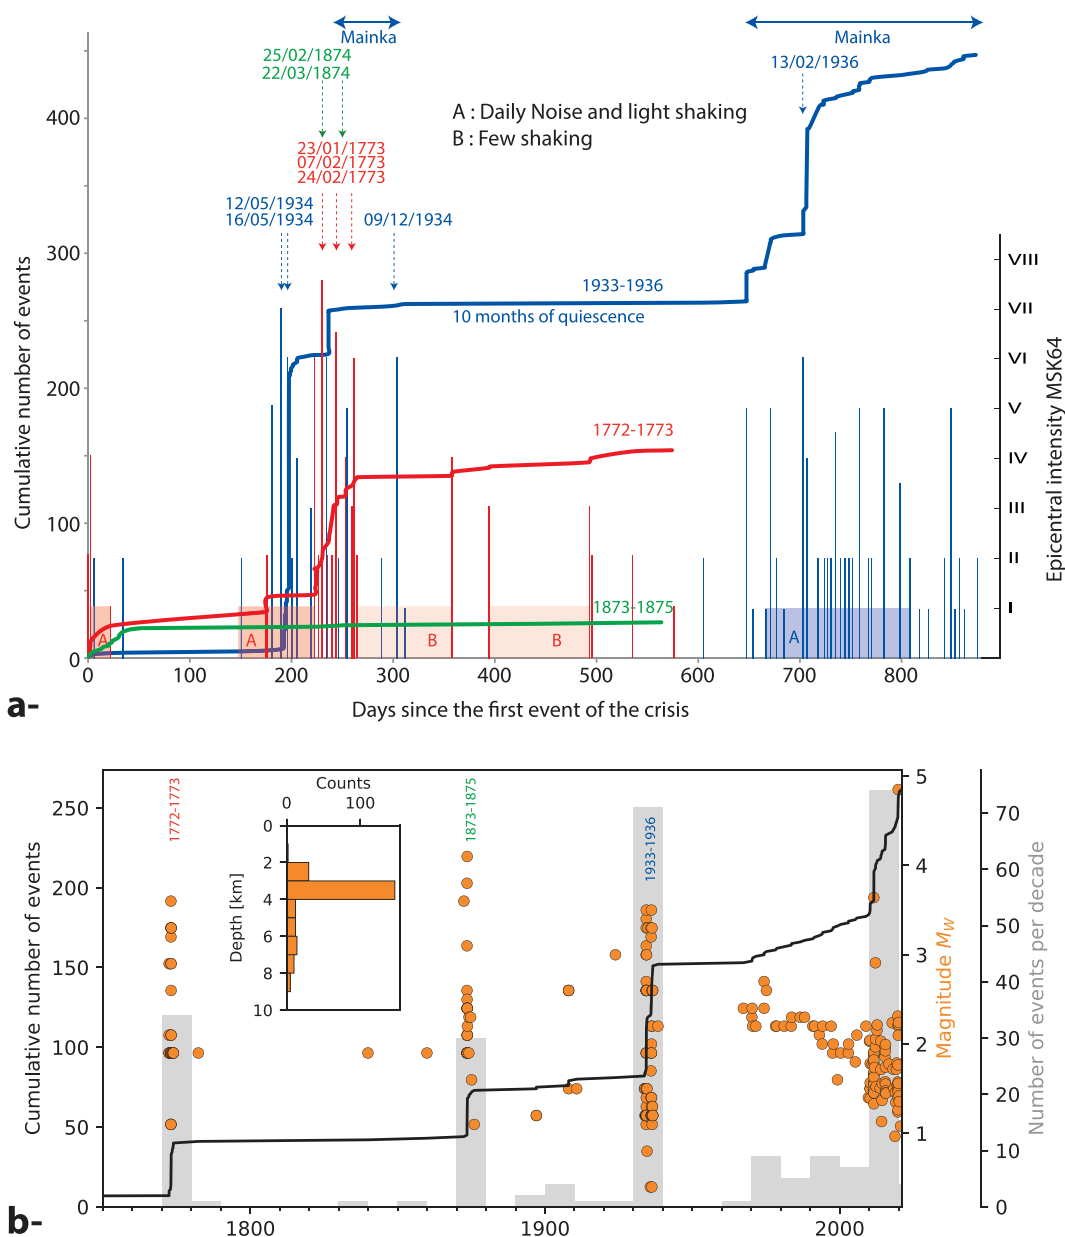 Mainka
Mainka
25/02/1874
22/03/1874
13/02/1936
A : Daily Noise and light shaking
B : Few shaking
23/01/1773
07/02/1773
24/02/1773
12/05/1934
16/05/1934
09/12/1934
400
300
200
100
0
Cumulative number of events
VIII
VII
VI
V
IV
III
II
I
Epicentral intensity MSK64
1933-1936
10 months of quiescence
1772-1773
1873-1875
A
A
B
B
A
0
100
200
300
400
500
600
700
800
Days since the first event of the crisis
a-
1772-1773
1873-1875
1933-1936
Counts
0
100
0
2
4
6
8
10
Depth [km]
250
200
150
100
50
0
Cumulative number of events
5
4
3
2
1
Magnitude Mw
70
60
50
40
30
20
10
0
Number of events per decade
1800
1900
2000
b-